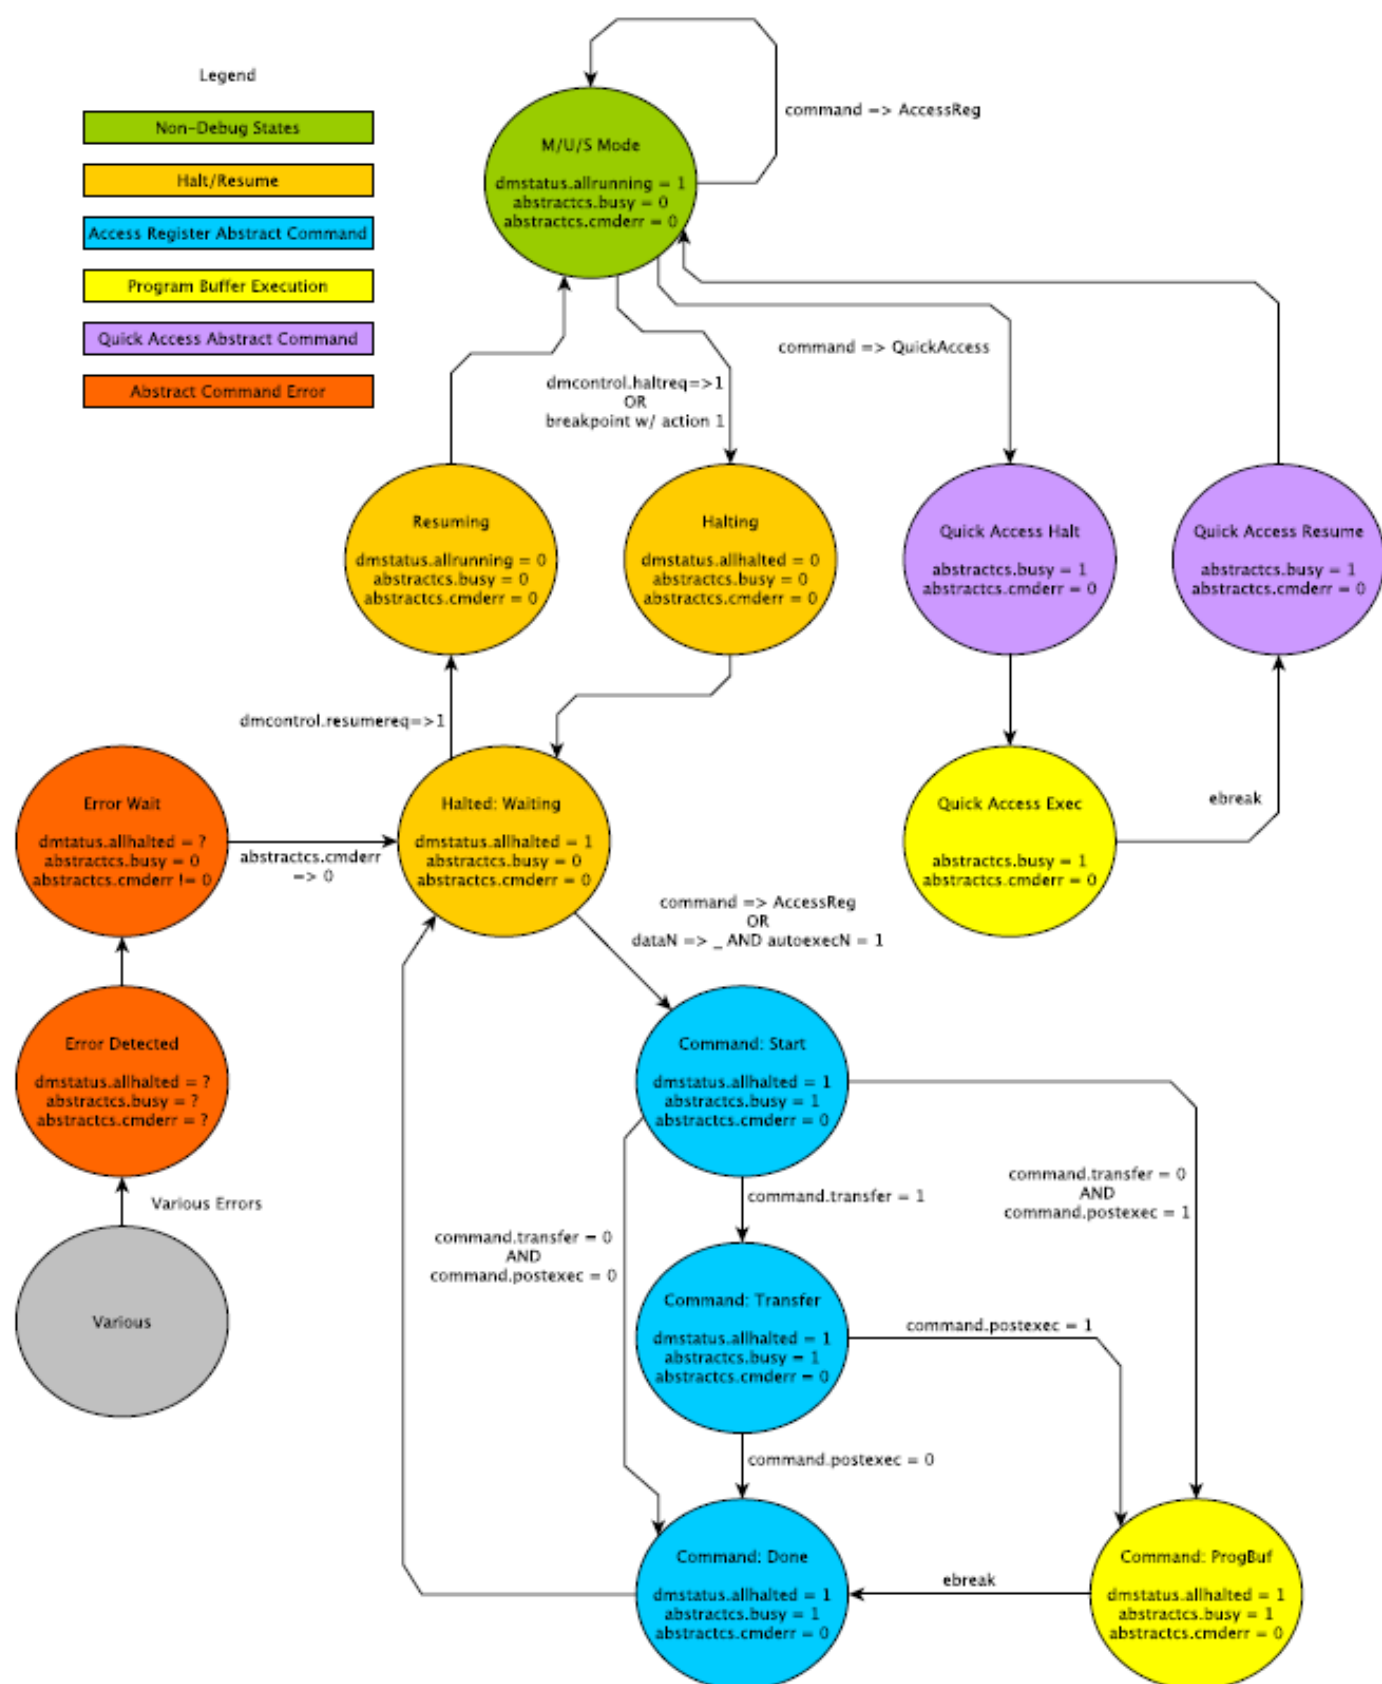 Legend
Non-Debug States
Halt/Resume
Access Register Abstract Command
Program Buffer Execution
Quick Access Abstract Command
Abstract Command Error
M/U/S Mode
dmstatus.allrunning = 1
abstractcs.busy = 0
abstractcs.cmderr = 0
command => AccessReg
command => QuickAccess
dmcontrol.haltreq=>1
OR
breakpoint w/ action 1
Resuming
dmstatus.allrunning = 0
abstractcs.busy = 0
abstractcs.cmderr = 0
Halting
dmstatus.allhalted = 0
abstractcs.busy = 0
abstractcs.cmderr = 0
Quick Access Halt
abstractcs.busy = 1
abstractcs.cmderr = 0
Quick Access Resume
abstractcs.busy = 1
abstractcs.cmderr = 0
dmcontrol.resumereq=>1
Error Wait
dmtatus.allhalted = ?
abstractcs.busy = 0
abstractcs.cmderr != 0
abstractcs.cmderr
=> 0
Halted: Waiting
dmstatus.allhalted = 1
abstractcs.busy = 0
abstractcs.cmderr = 0
Quick Access Exec
abstractcs.busy = 1
abstractcs.cmderr = 0
ebreak
command => AccessReg
OR
dataN => _ AND autoexecN = 1
Error Detected
dmstatus.allhalted = ?
abstractcs.busy = ?
abstractcs.cmderr = ?
Command: Start
dmstatus.allhalted = 1
abstractcs.busy = 1
abstractcs.cmderr = 0
Various Errors
command.transfer = 1
command.transfer = 0
AND
command.postexec = 1
command.transfer = 0
AND
command.postexec = 0
Various
Command: Transfer
dmstatus.allhalted = 1
abstractcs.busy = 1
abstractcs.cmderr = 0
command.postexec = 1
command.postexec = 0
Command: Done
dmstatus.allhalted = 1
abstractcs.busy = 1
abstractcs.cmderr = 0
ebreak
Command: ProgBuf
dmstatus.allhalted = 1
abstractcs.busy = 1
abstractcs.cmderr = 0